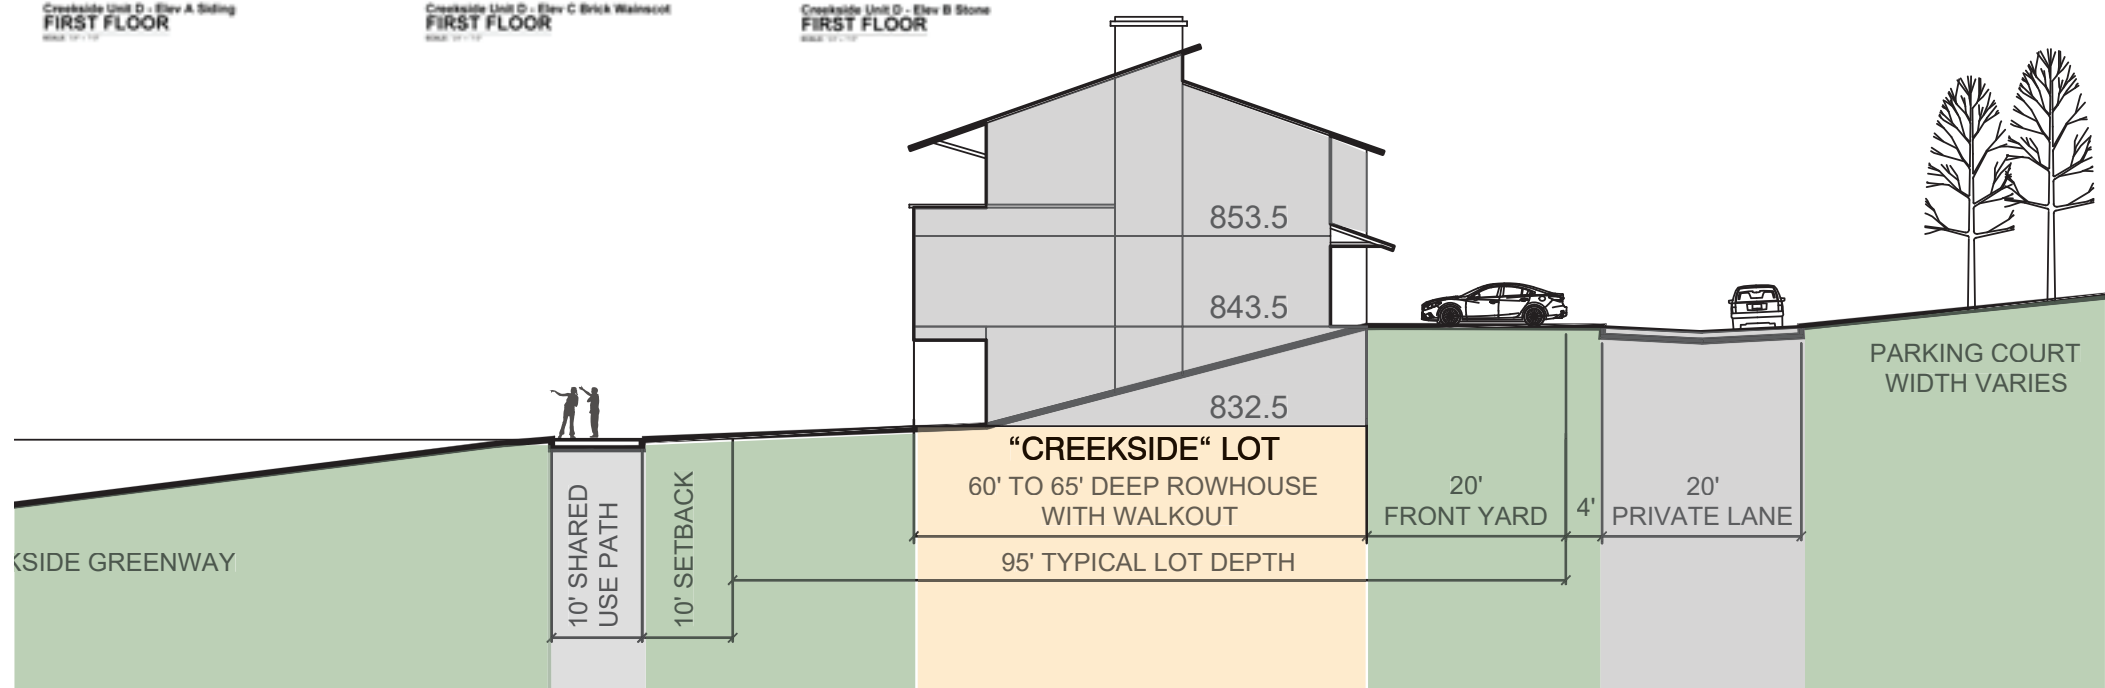 Creekside Unit D - Elev A Siding
FIRST FLOOR
Creekside Unit D - Elev C Brick Wainscot
FIRST FLOOR
Creekside Unit D - Elev B Stone
FIRST FLOOR
853.5
843.5
832.5
PARKING COURT
WIDTH VARIES
“CREEKSIDE“ LOT
60' TO 65' DEEP ROWHOUSE
WITH WALKOUT
20'
FRONT YARD
4'
20'
PRIVATE LANE
95' TYPICAL LOT DEPTH
KSIDE GREENWAY
10' SHARED
USE PATH
10' SETBACK